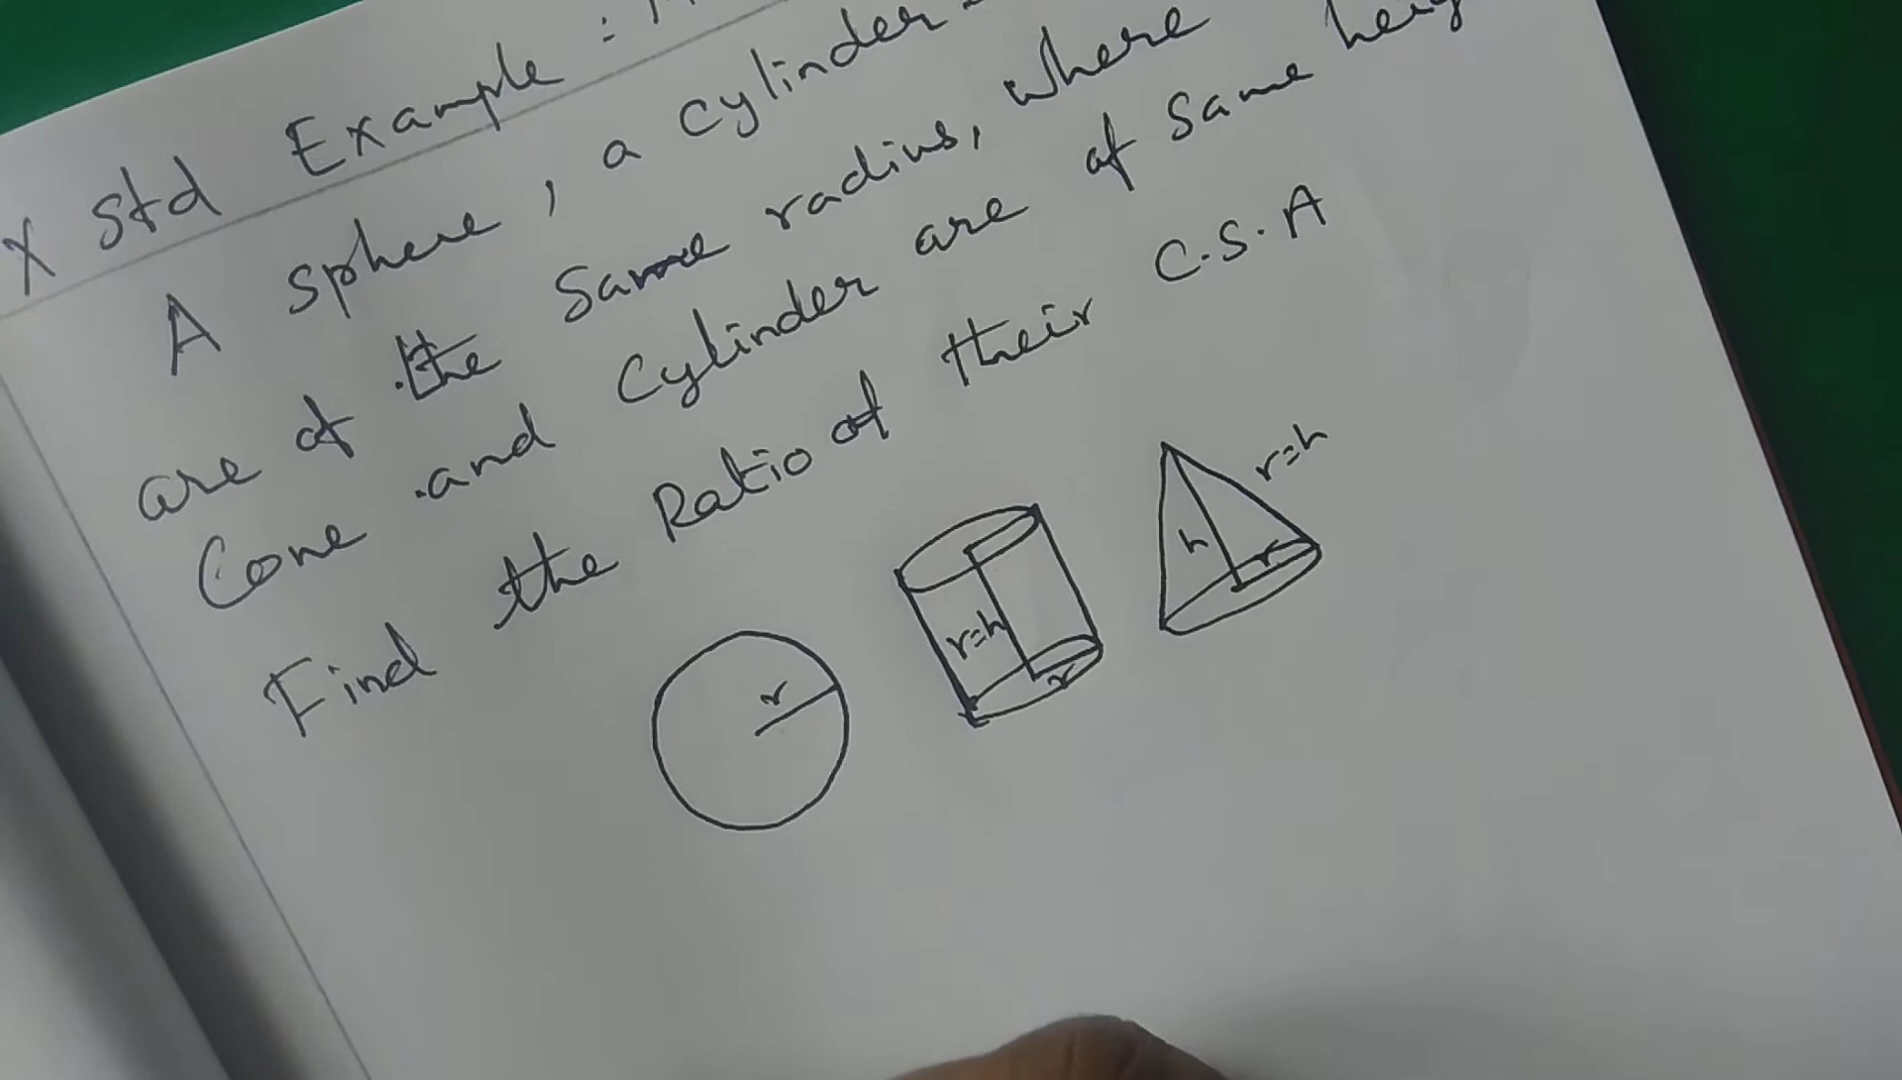 X Std Example :
A sphere, a cylinder
are of the same radius, where
Cone and cylinder are of same
Find the Ratio of their C.S.A
r
r=h
r
h
r
r=h